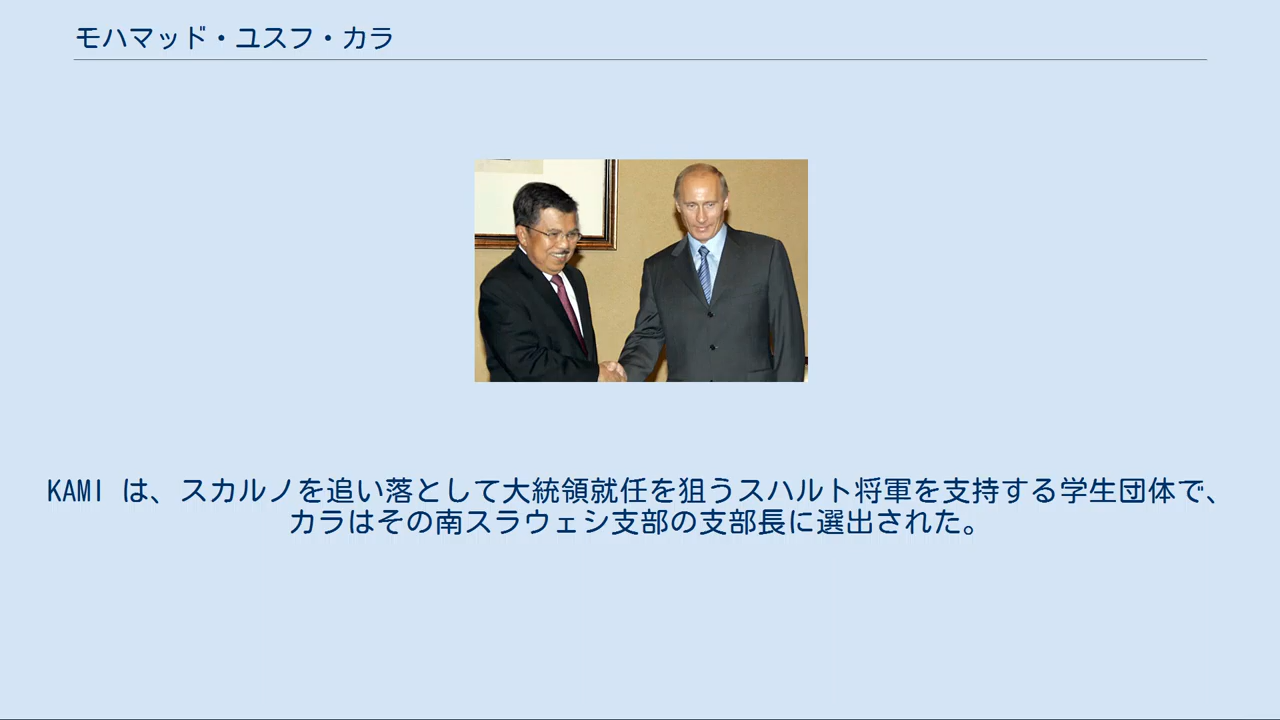 モハマッド・ユスフ・カラ
KAMI は、スカルノを追い落として大統領就任を狙うスハルト将軍を支持する学生団体で、
カラはその南スラウェシ支部の支部長に選出された。